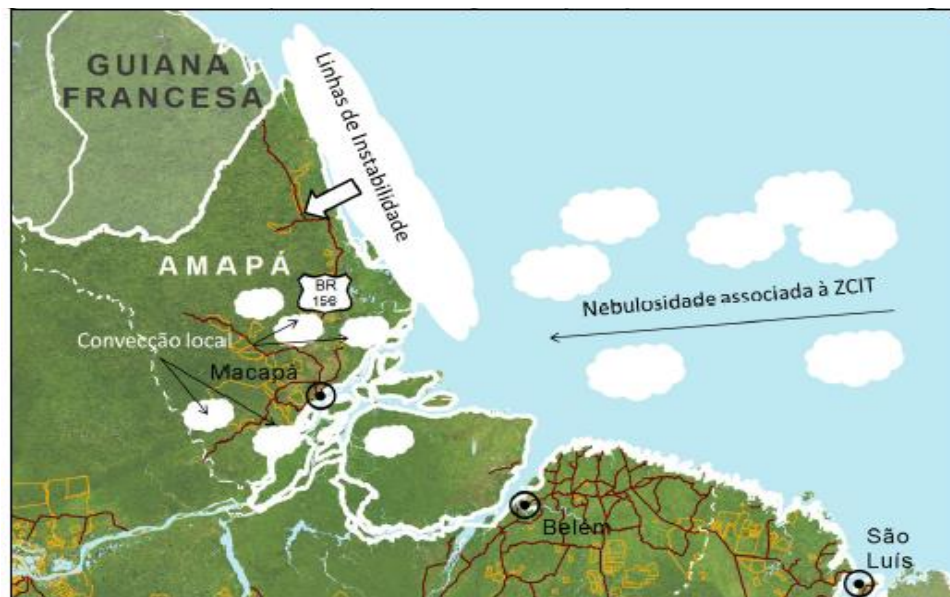 GUIANA
FRANCESA
Linhas de Instabilidade
AMAPÁ
BR
156
Nebulosidade associada à ZCIT
Convecção local
Macapá
Belém
São
Luís